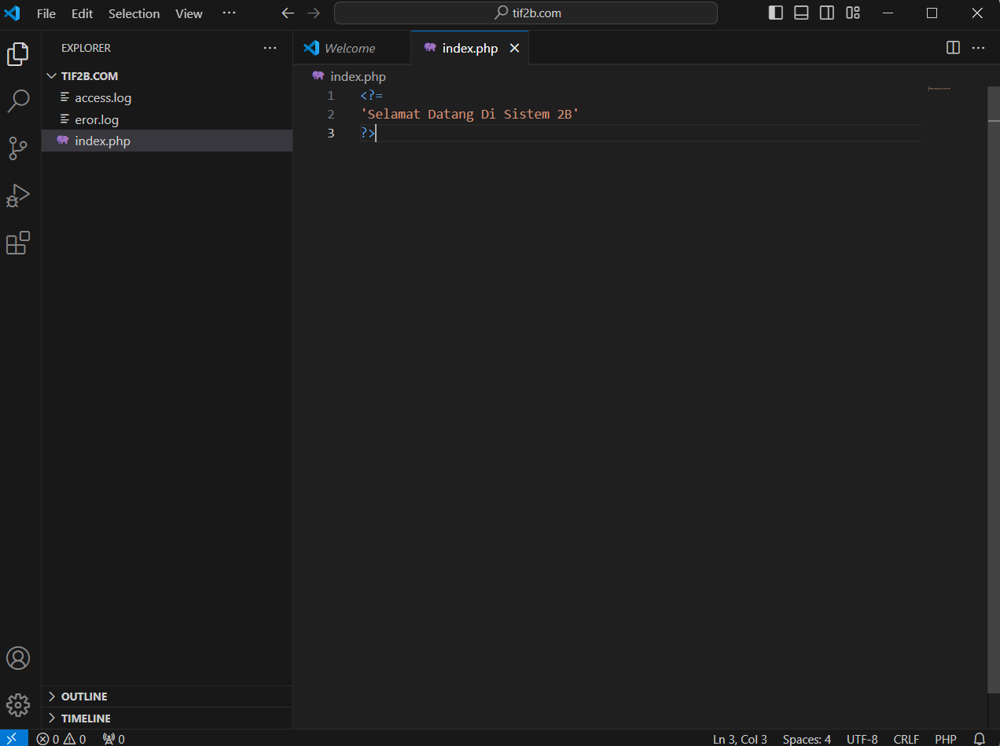 File Edit Selection View ··· tif2b.com
EXPLORER ···
TIF2B.COM
access.log
eror.log
index.php
OUTLINE
TIMELINE
Welcome index.php
index.php
1 <?=
2 'Selamat Datang Di Sistem 2B'
3 ?>
0 0 0 Ln 3, Col 3 Spaces: 4 UTF-8 CRLF PHP